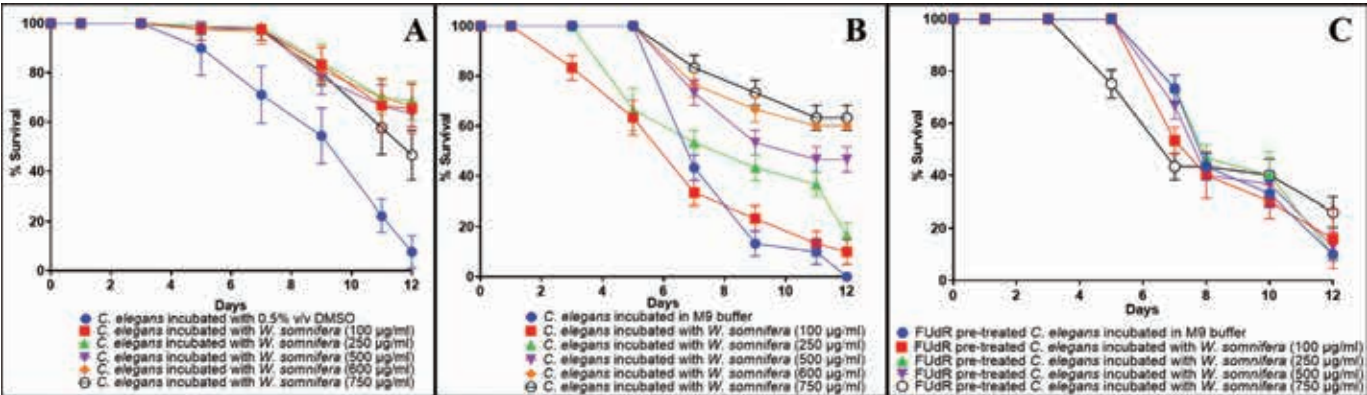 A
% Survival
100
80
60
40
20
0
0 2 4 6 8 10 12
Days
C. elegans incubated with 0.5% v/v DMSO
C. elegans incubated with W. somnifera (100 µg/ml)
C. elegans incubated with W. somnifera (250 µg/ml)
C. elegans incubated with W. somnifera (500 µg/ml)
C. elegans incubated with W. somnifera (600 µg/ml)
C. elegans incubated with W. somnifera (750 µg/ml)
B
% Survival
100
80
60
40
20
0
0 2 4 6 8 10 12
Days
C. elegans incubated in M9 buffer
C. elegans incubated with W. somnifera (100 µg/ml)
C. elegans incubated with W. somnifera (250 µg/ml)
C. elegans incubated with W. somnifera (500 µg/ml)
C. elegans incubated with W. somnifera (600 µg/ml)
C. elegans incubated with W. somnifera (750 µg/ml)
C
% Survival
100
80
60
40
20
0
0 2 4 6 8 10 12
Days
FUdR pre-treated C. elegans incubated in M9 buffer
FUdR pre-treated C. elegans incubated with W. somnifera (100 µg/ml)
FUdR pre-treated C. elegans incubated with W. somnifera (250 µg/ml)
FUdR pre-treated C. elegans incubated with W. somnifera (500 µg/ml)
FUdR pre-treated C. elegans incubated with W. somnifera (750 µg/ml)